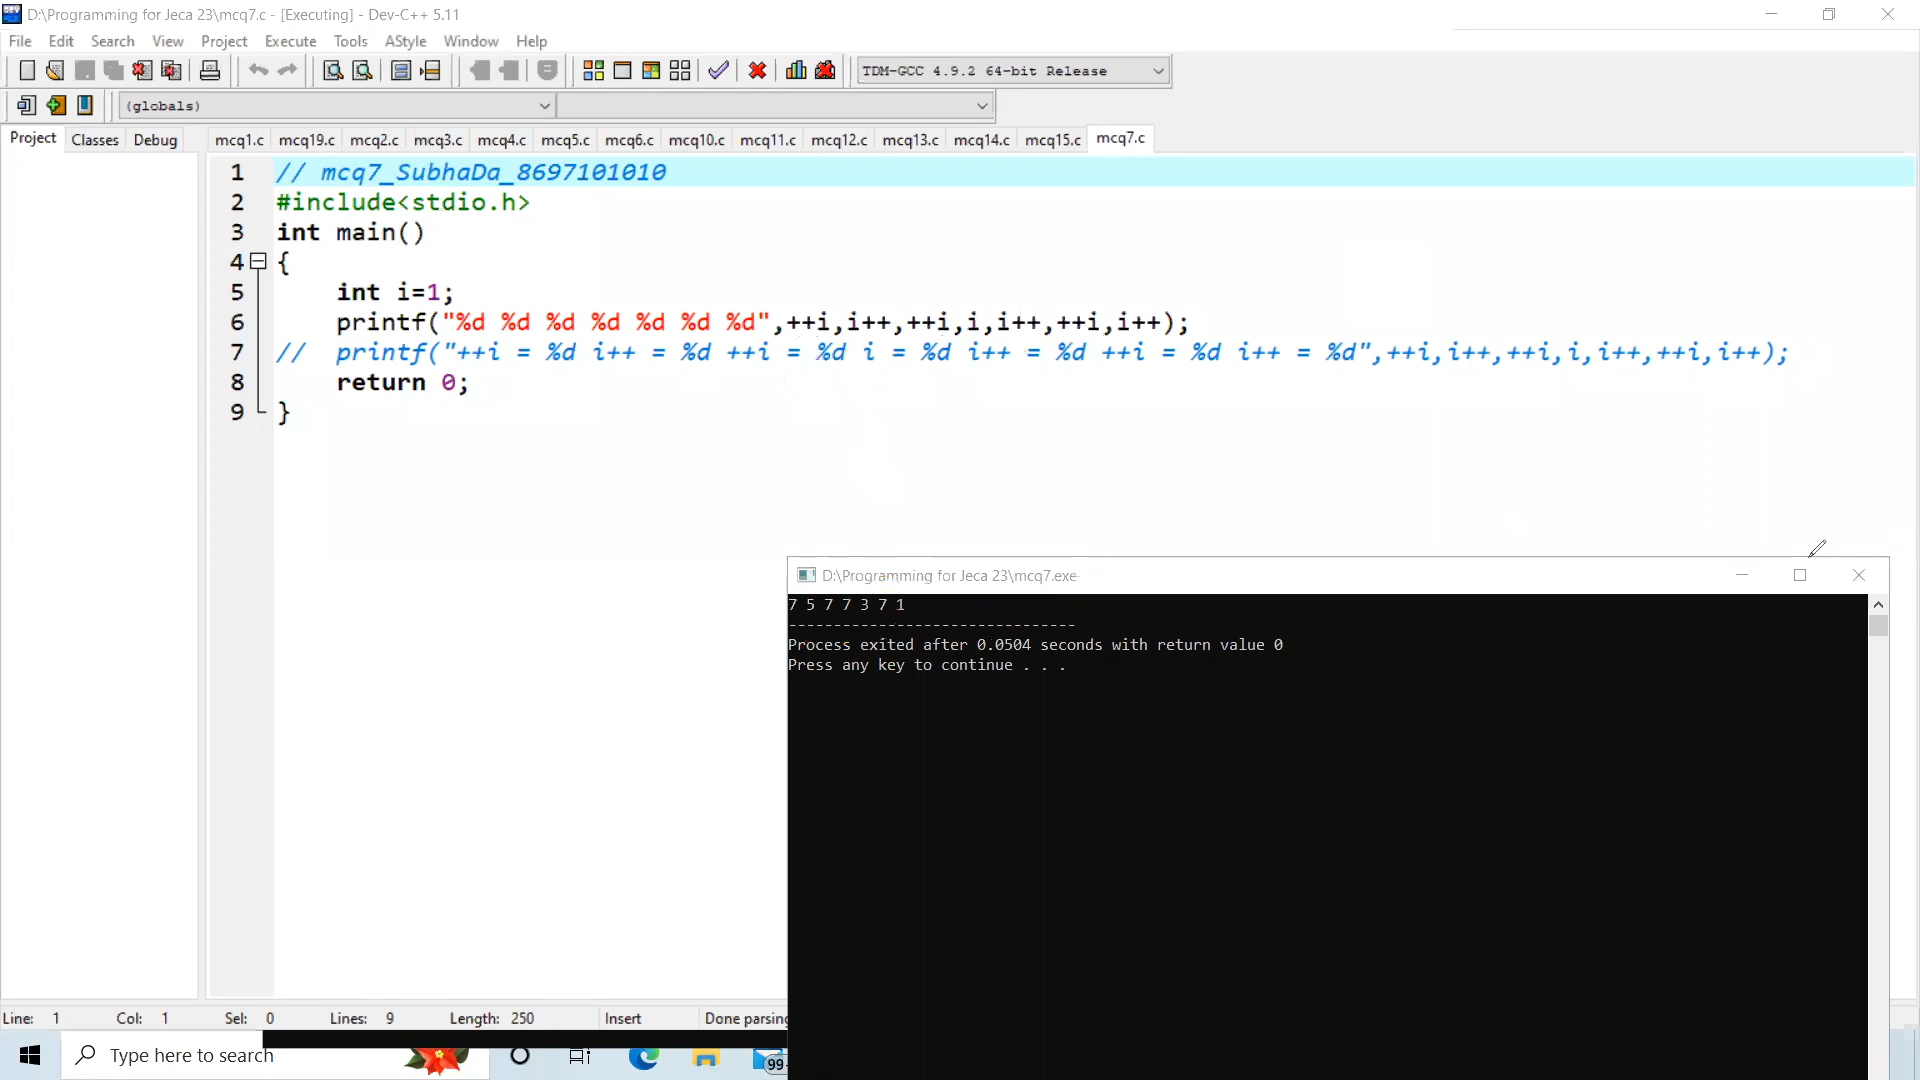 D:\Programming for Jeca 23\mcq7.c - [Executing] - Dev-C++ 5.11
File Edit Search View Project Execute Tools AStyle Window Help
TDM-GCC 4.9.2 64-bit Release
(globals)
Project Classes Debug mcq1.c mcq19.c mcq2.c mcq3.c mcq4.c mcq5.c mcq6.c mcq10.c mcq11.c mcq12.c mcq13.c mcq14.c mcq15.c mcq7.c
1 // mcq7_SubhaDa_8697101010
2 #include<stdio.h>
3 int main()
4 {
5 int i=1;
6 printf("%d %d %d %d %d %d %d",++i,i++,++i,i,i++,++i,i++);
7 // printf("++i = %d i++ = %d ++i = %d i = %d i++ = %d ++i = %d i++ = %d",++i,i++,++i,i,i++,++i,i++);
8 return 0;
9 }
D:\Programming for Jeca 23\mcq7.exe
7 5 7 7 3 7 1
--------------------------------
Process exited after 0.0504 seconds with return value 0
Press any key to continue . . .
Line: 1 Col: 1 Sel: 0 Lines: 9 Length: 250 Insert Done parsing
Type here to search
99